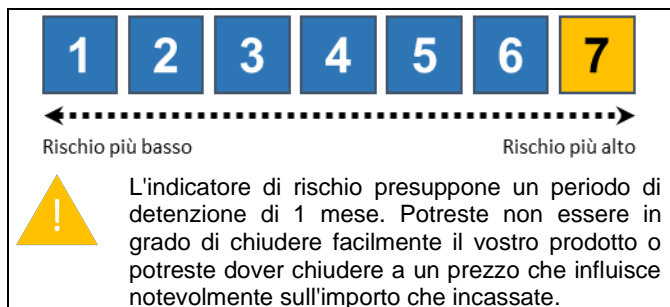 1 2 3 4 5 6 7
Rischio più basso Rischio più alto
!
L'indicatore di rischio presuppone un periodo di
detenzione di 1 mese. Potreste non essere in
grado di chiudere facilmente il vostro prodotto o
potreste dover chiudere a un prezzo che influisce
notevolmente sull'importo che incassate.